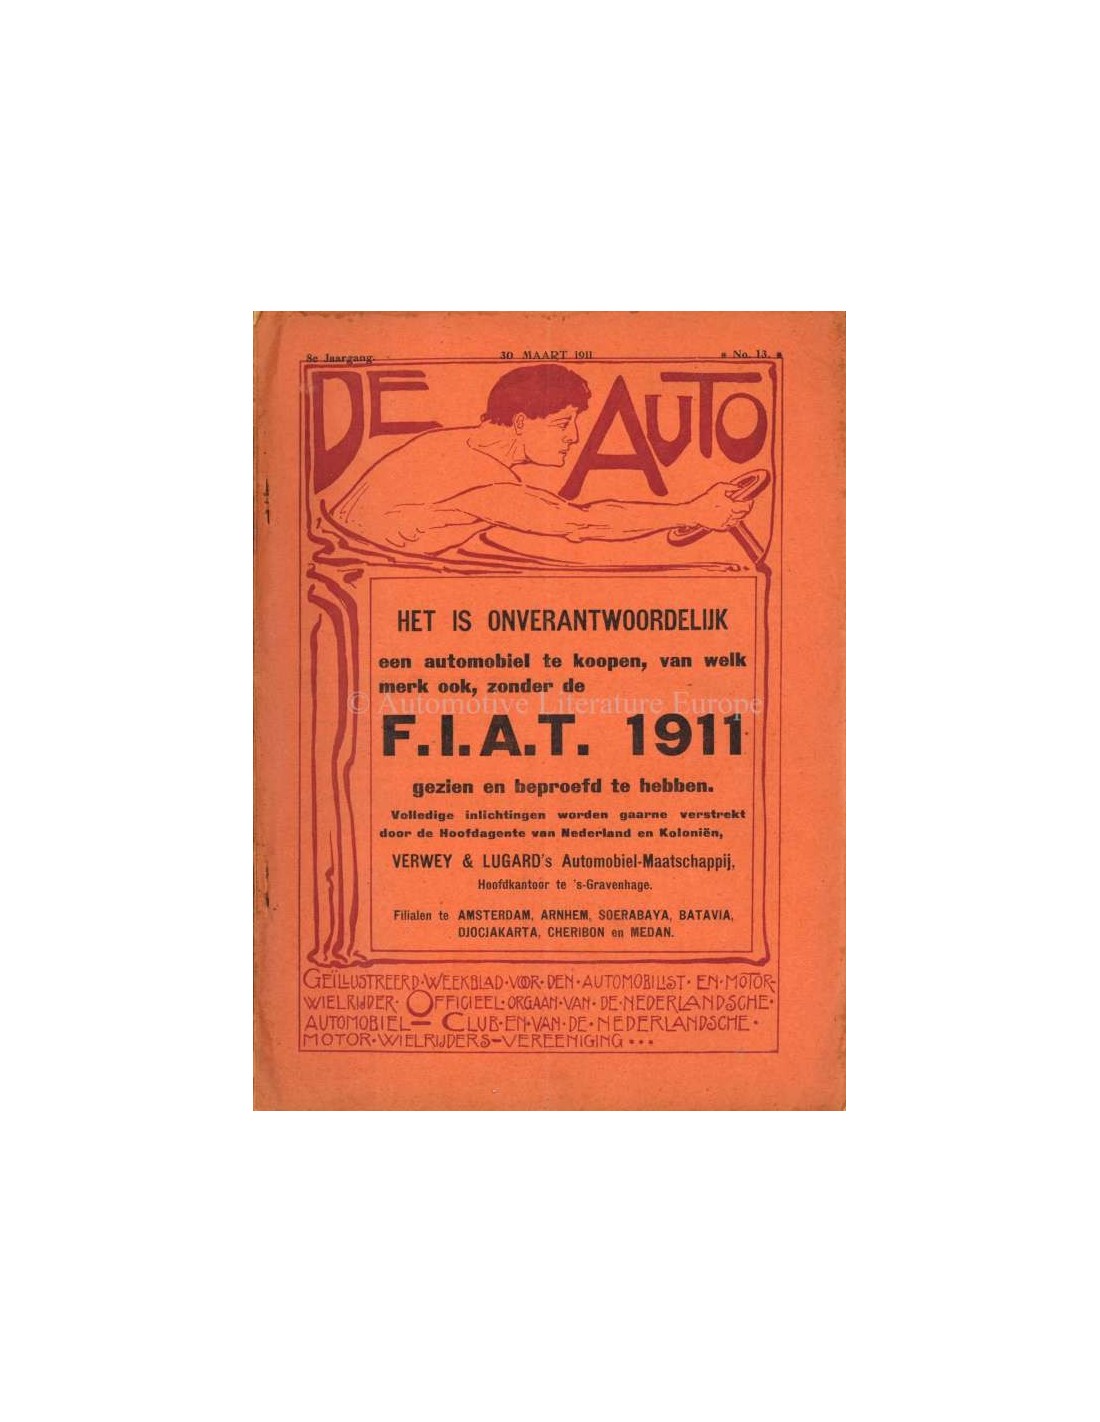 8e Jaargang. 30 MAART 1911 * No. 13. *
DE AUTO
HET IS ONVERANTWOORDELIJK
een automobiel te koopen, van welk
merk ook, zonder de
© Automotive Literature Europe
F.I.A.T. 1911
gezien en beproefd te hebben.
Volledige inlichtingen worden gaarne verstrekt
door de Hoofdagente van Nederland en Koloniën,
VERWEY & LUGARD's Automobiel-Maatschappij,
Hoofdkantoor te 's-Gravenhage.
Filialen te AMSTERDAM, ARNHEM, SOERABAYA, BATAVIA,
DJOCJAKARTA, CHERIBON en MEDAN.
GEÏLLUSTREERD·WEEKBLAD·VOOR·DEN·AUTOMOBILIST·EN·MOTOR-
WIELRIJDER·OFFICIEEL·ORGAAN·VAN·DE·NEDERLANDSCHE·
AUTOMOBIEL-CLUB·EN·VAN·DE·NEDERLANDSCHE·
MOTOR·WIELRIJDERS-VEREENIGING···